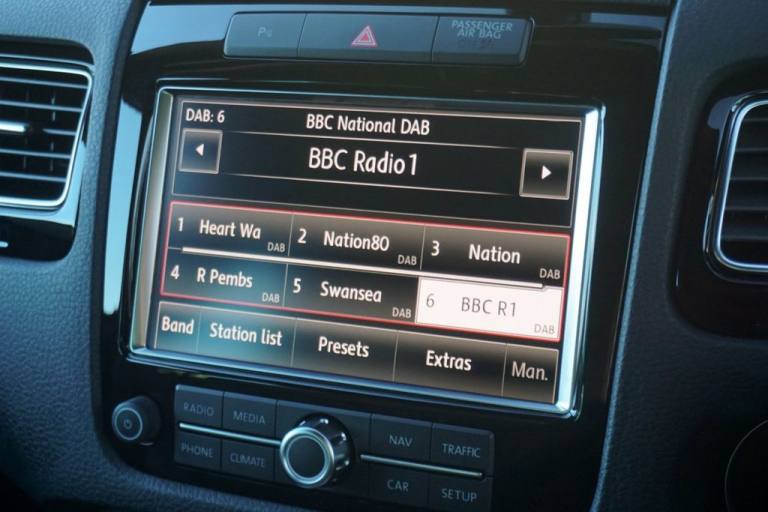 P
PASSENGER
AIR BAG
DAB: 6 BBC National DAB
BBC Radio1
1 Heart Wa DAB 2 Nation80 DAB 3 Nation DAB
4 R Pembs DAB 5 Swansea DAB 6 BBC R1 DAB
Band Station list Presets Extras Man.
RADIO MEDIA NAV TRAFFIC
PHONE CLIMATE CAR SETUP